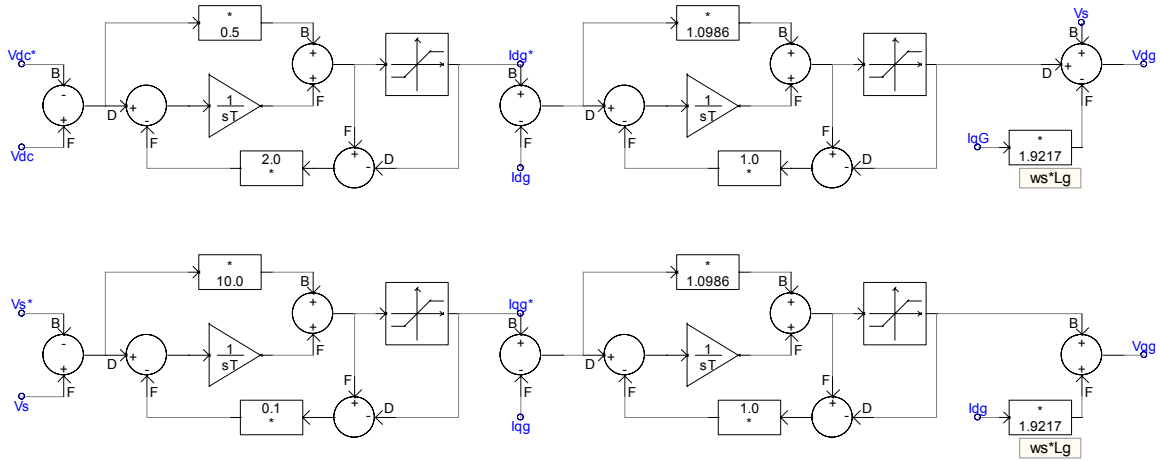 Vs
*
0.5
B
*
1.0986
B
Vdc*
B
-
+
F
Vdc
D
+
-
F
1
sT
F
+
+
F
+
-
D
2.0
*
Idg*
B
+
-
F
Idg
D
+
-
F
1
sT
F
+
+
F
+
-
D
1.0
*
B
D
+
+
+
F
Vdg
IqG
*
1.9217
ws*Lg
*
10.0
B
*
1.0986
B
Vs*
B
-
+
F
Vs
D
+
-
F
1
sT
F
+
+
F
+
-
D
0.1
*
Iqg*
B
+
-
F
Iqg
D
+
-
F
1
sT
F
+
+
F
+
-
D
1.0
*
B
+
+
F
Vqg
Idg
*
1.9217
ws*Lg